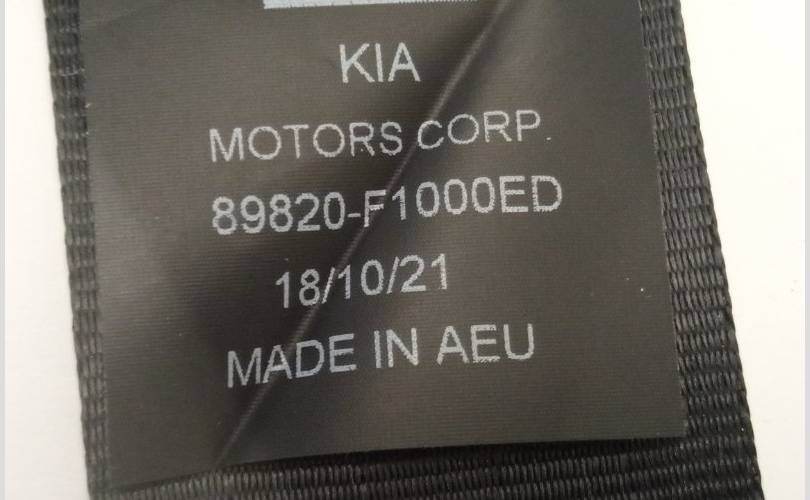 KIA
MOTORS CORP.
89820-F1000ED
18/10/21
MADE IN AEU